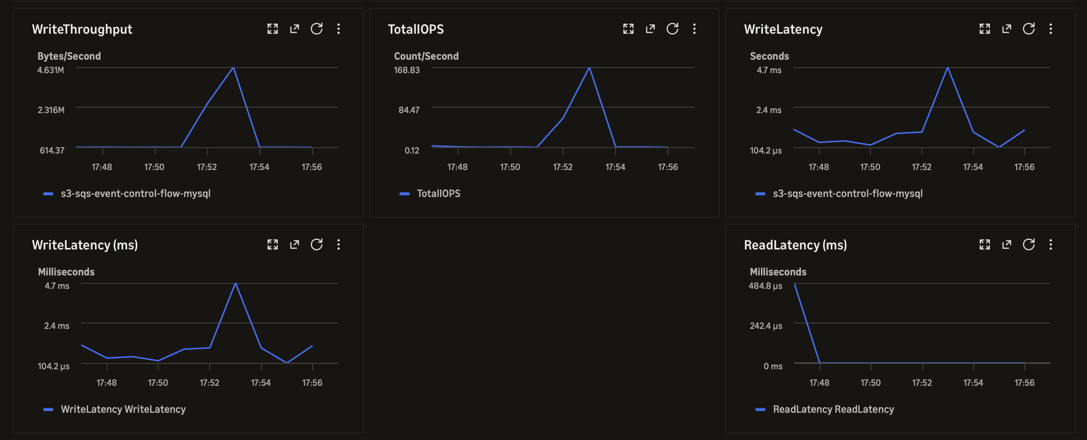 WriteThroughput
Bytes/Second
4.631M
2.316M
614.37
17:48 17:50 17:52 17:54 17:56
s3-sqs-event-control-flow-mysql
TotalIOPS
Count/Second
168.83
84.47
0.12
17:48 17:50 17:52 17:54 17:56
TotalIOPS
WriteLatency
Seconds
4.7 ms
2.4 ms
104.2 µs
17:48 17:50 17:52 17:54 17:56
s3-sqs-event-control-flow-mysql
WriteLatency (ms)
Milliseconds
4.7 ms
2.4 ms
104.2 µs
17:48 17:50 17:52 17:54 17:56
WriteLatency WriteLatency
ReadLatency (ms)
Milliseconds
484.8 µs
242.4 µs
0 ms
17:48 17:50 17:52 17:54 17:56
ReadLatency ReadLatency